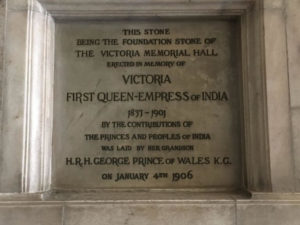 THIS STONE
BEING THE FOUNDATION STONE OF
THE VICTORIA MEMORIAL HALL
ERECTED IN MEMORY OF
VICTORIA
FIRST QUEEN-EMPRESS OF INDIA
1837-1901
BY THE CONTRIBUTIONS OF
THE PRINCES AND PEOPLES OF INDIA
WAS LAID BY HER GRANDSON
H.R.H. GEORGE PRINCE OF WALES K.G.
ON JANUARY 4TH 1906